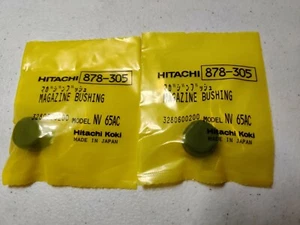 HITACHI 878-305
マガジンブッシュ
MAGAZINE BUSHING
3280600200 MODEL NV 65AC
Hitachi Koki
MADE IN JAPAN
HITACHI 878-305
マガジンブッシュ
MAGAZINE BUSHING
3280600200 MODEL NV 65AC
Hitachi Koki
MADE IN JAPAN